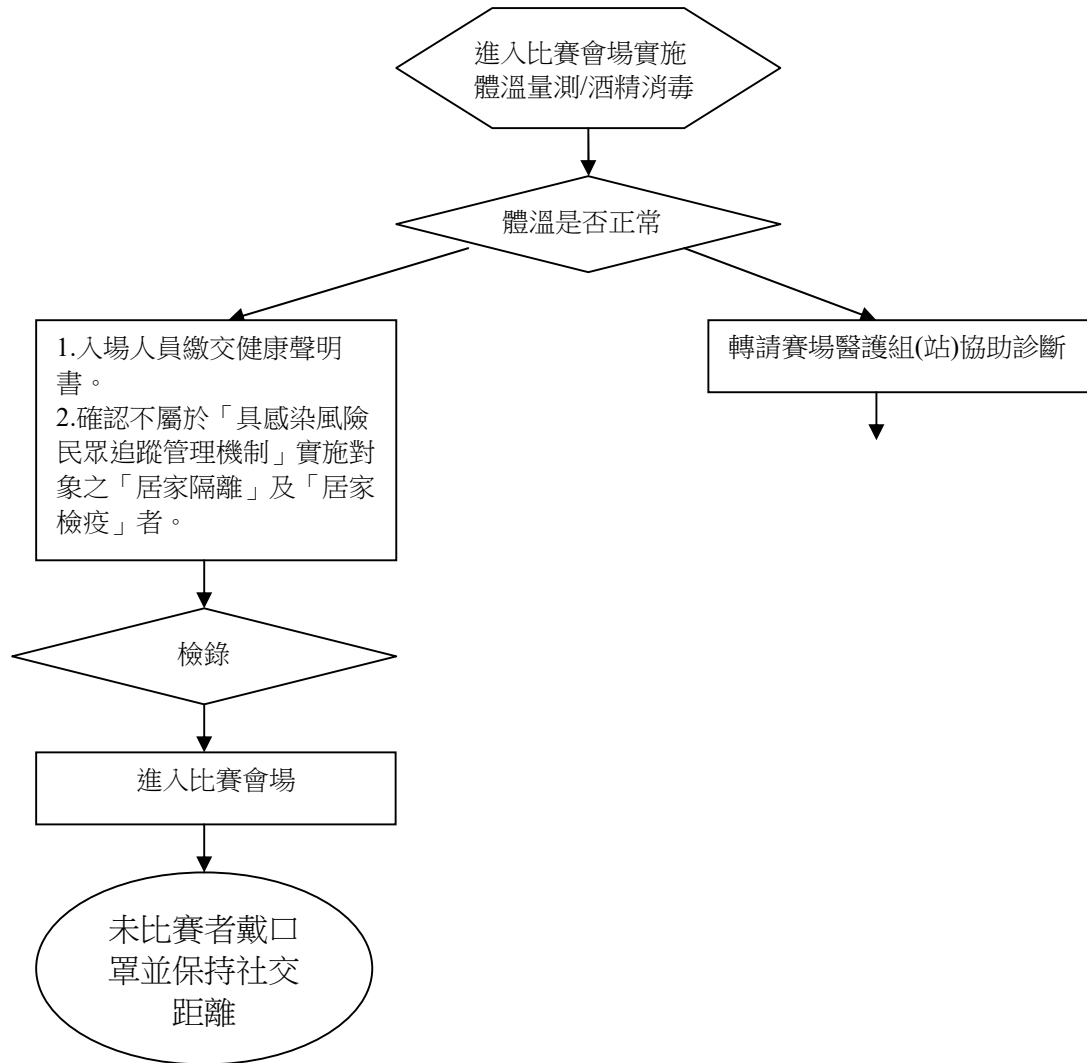 進入比賽會場實施
體溫量測/酒精消毒
體溫是否正常
1.入場人員繳交健康聲明
書。
2.確認不屬於「具感染風險
民眾追蹤管理機制」實施對
象之「居家隔離」及「居家
檢疫」者。
轉請賽場醫護組(站)協助診斷
檢錄
進入比賽會場
未比賽者戴口
罩並保持社交
距離